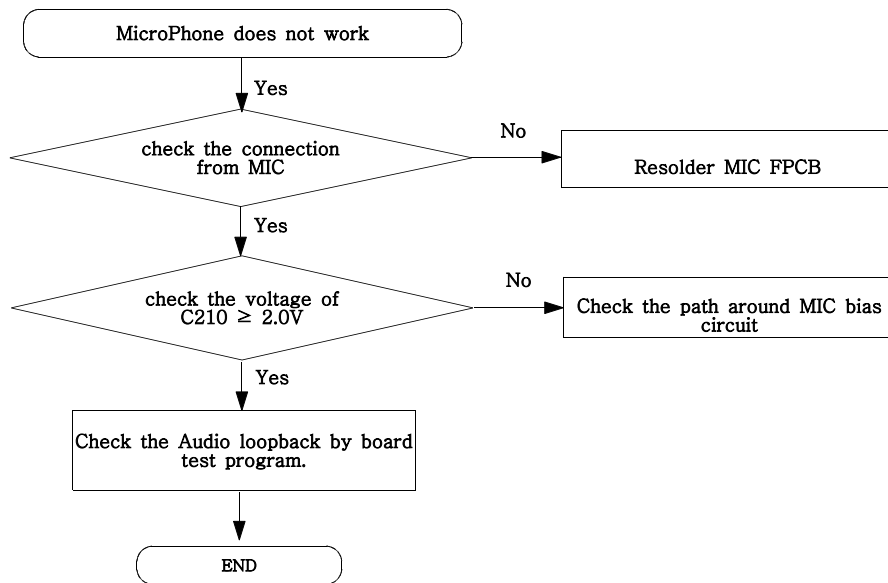 MicroPhone does not work
Yes
check the connection
from MIC
No
Resolder MIC FPCB
Yes
check the voltage of
C210 ≥ 2.0V
No
Check the path around MIC bias
circuit
Yes
Check the Audio loopback by board
test program.
END